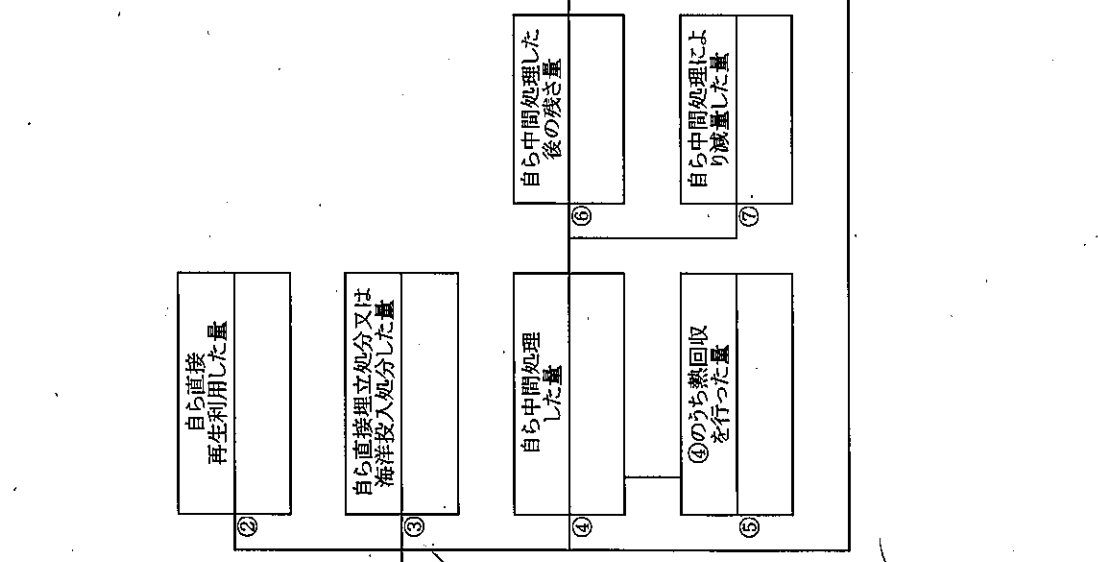 自ら直接
再生利用した量
②
自ら直接埋立処分又は
海洋投入処分した量
③
自ら中間処理
した量
④
④のうち熱回収
を行った量
⑤
自ら中間処理した
後の残さ量
⑥
自ら中間処理によ
り減量した量
⑦